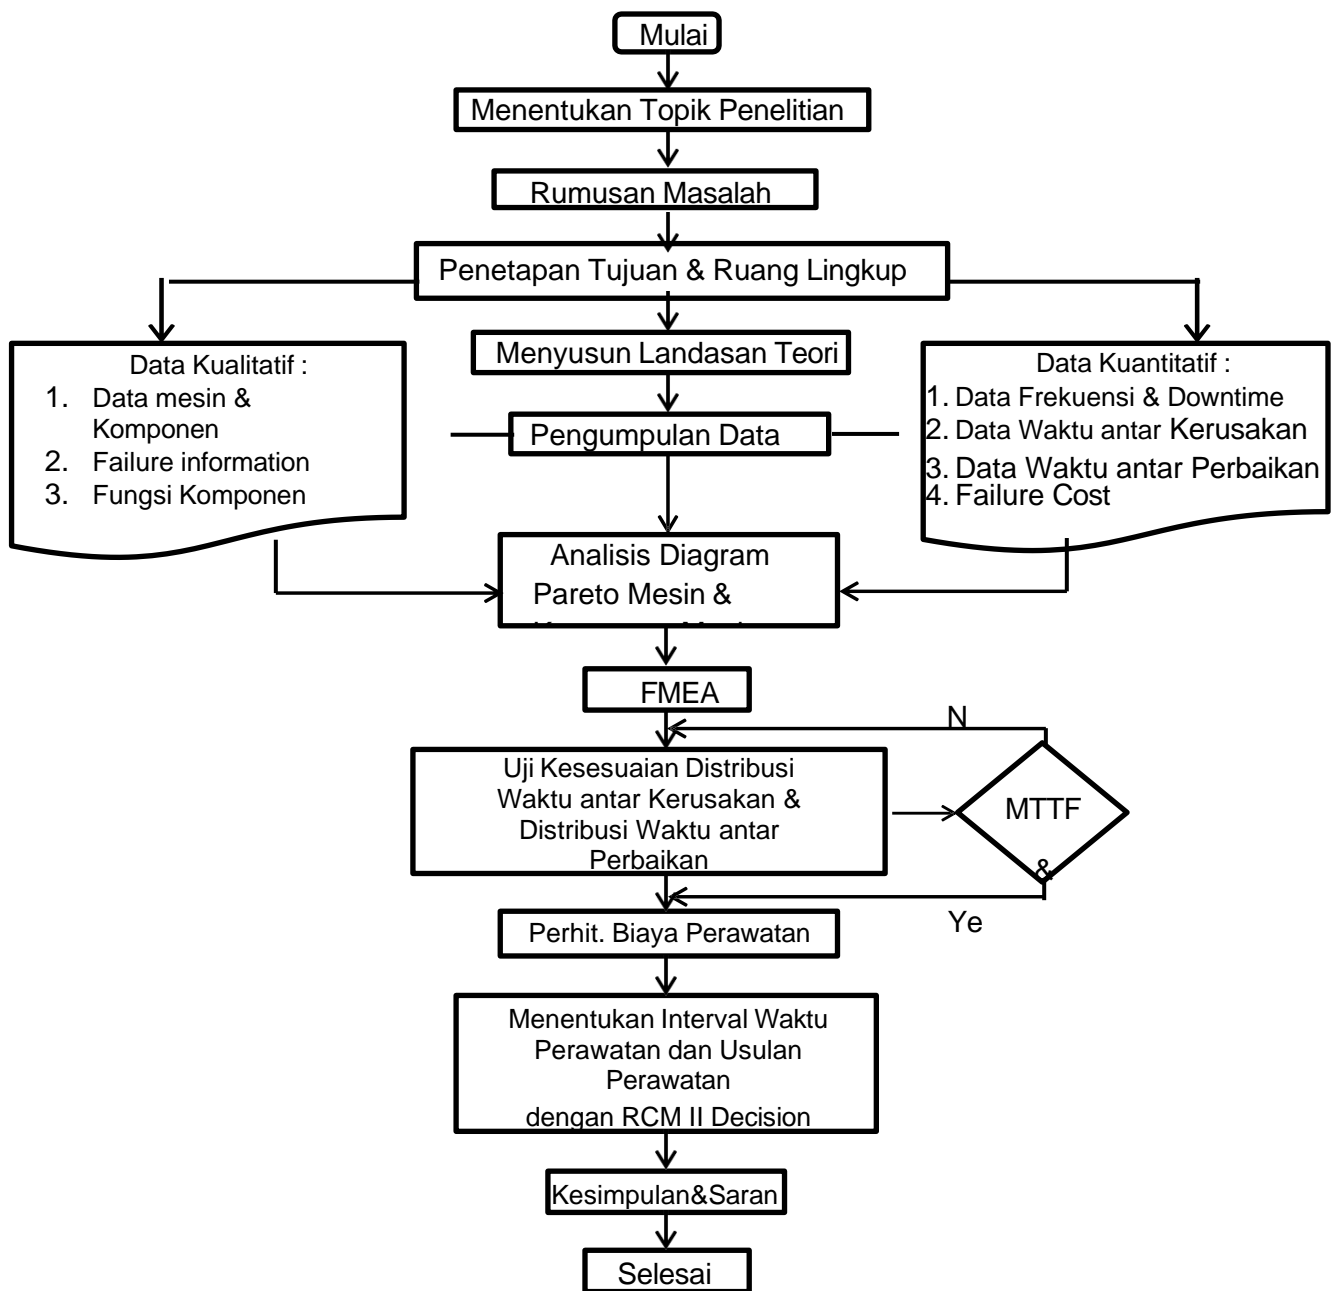 Mulai
Menentukan Topik Penelitian
Rumusan Masalah
Penetapan Tujuan & Ruang Lingkup
Menyusun Landasan Teori
Data Kualitatif :
1. Data mesin &
Komponen
2. Failure information
3. Fungsi Komponen
Pengumpulan Data
Data Kuantitatif :
1. Data Frekuensi & Downtime
2. Data Waktu antar Kerusakan
3. Data Waktu antar Perbaikan
4. Failure Cost
Analisis Diagram
Pareto Mesin &
FMEA
N
Uji Kesesuaian Distribusi
Waktu antar Kerusakan &
Distribusi Waktu antar
Perbaikan
MTTF
&
Ye
Perhit. Biaya Perawatan
Menentukan Interval Waktu
Perawatan dan Usulan
Perawatan
dengan RCM II Decision
Kesimpulan&Saran
Selesai